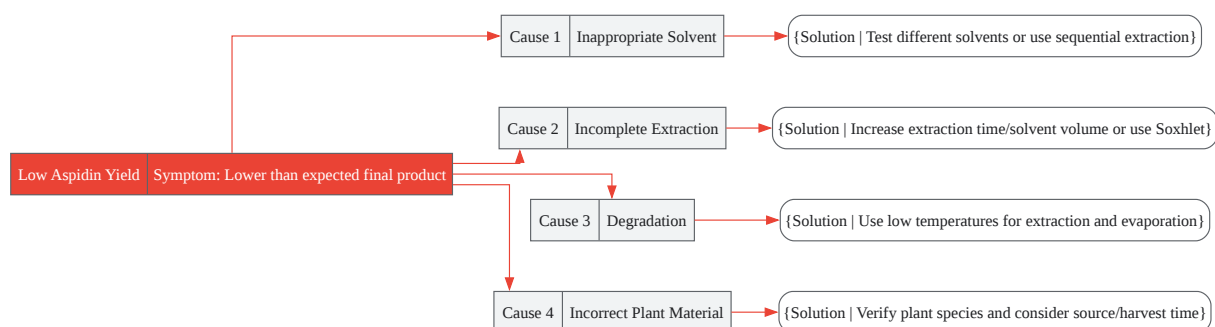 Cause 1 | Inappropriate Solvent
{Solution | Test different solvents or use sequential extraction}
Cause 2 | Incomplete Extraction
{Solution | Increase extraction time/solvent volume or use Soxhlet}
Low Aspidin Yield | Symptom: Lower than expected final product
Cause 3 | Degradation
{Solution | Use low temperatures for extraction and evaporation}
Cause 4 | Incorrect Plant Material
{Solution | Verify plant species and consider source/harvest time}